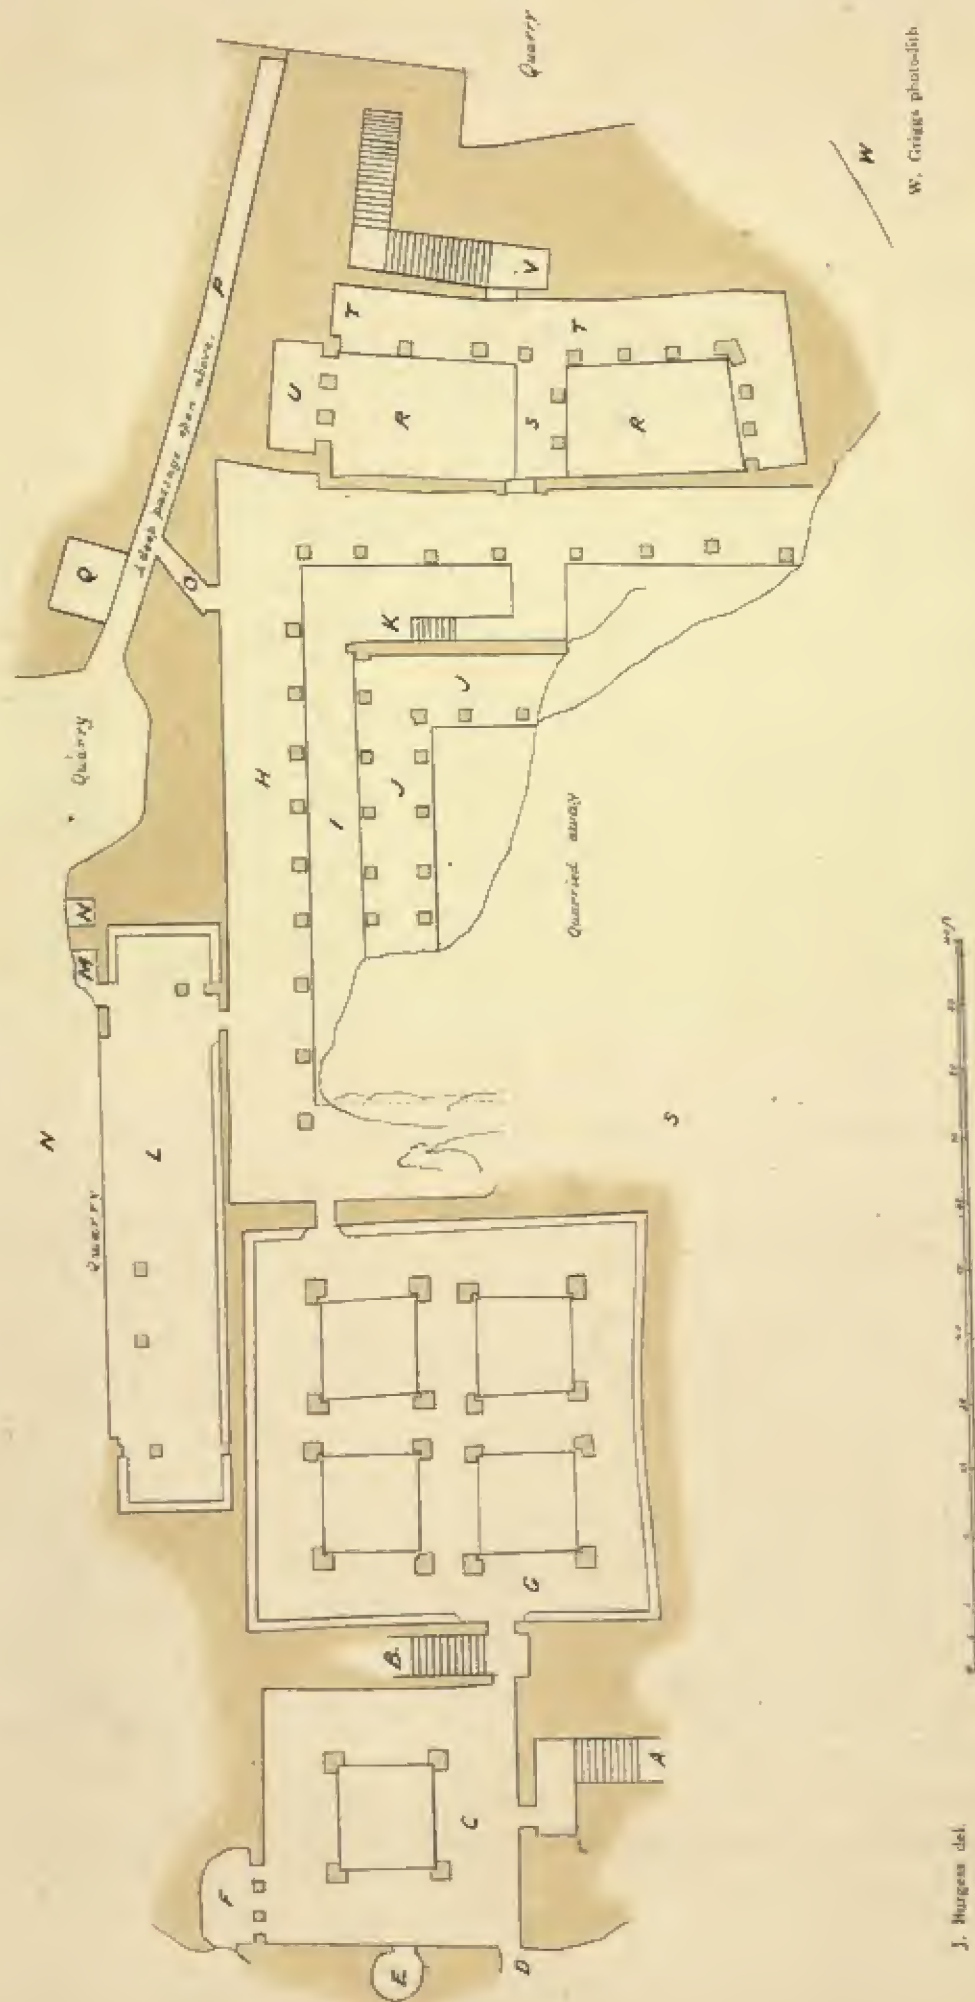 Quarry
A deep passage open above.
P
V
T
T
U
R
S
R
Q
O
W
W. Griggs photo-lith
Quarry
K
J
J
H
I
N
M
Quarried away
N
Quarry
L
S
G
B.
C
A
F
E
D
J. Burgess del.